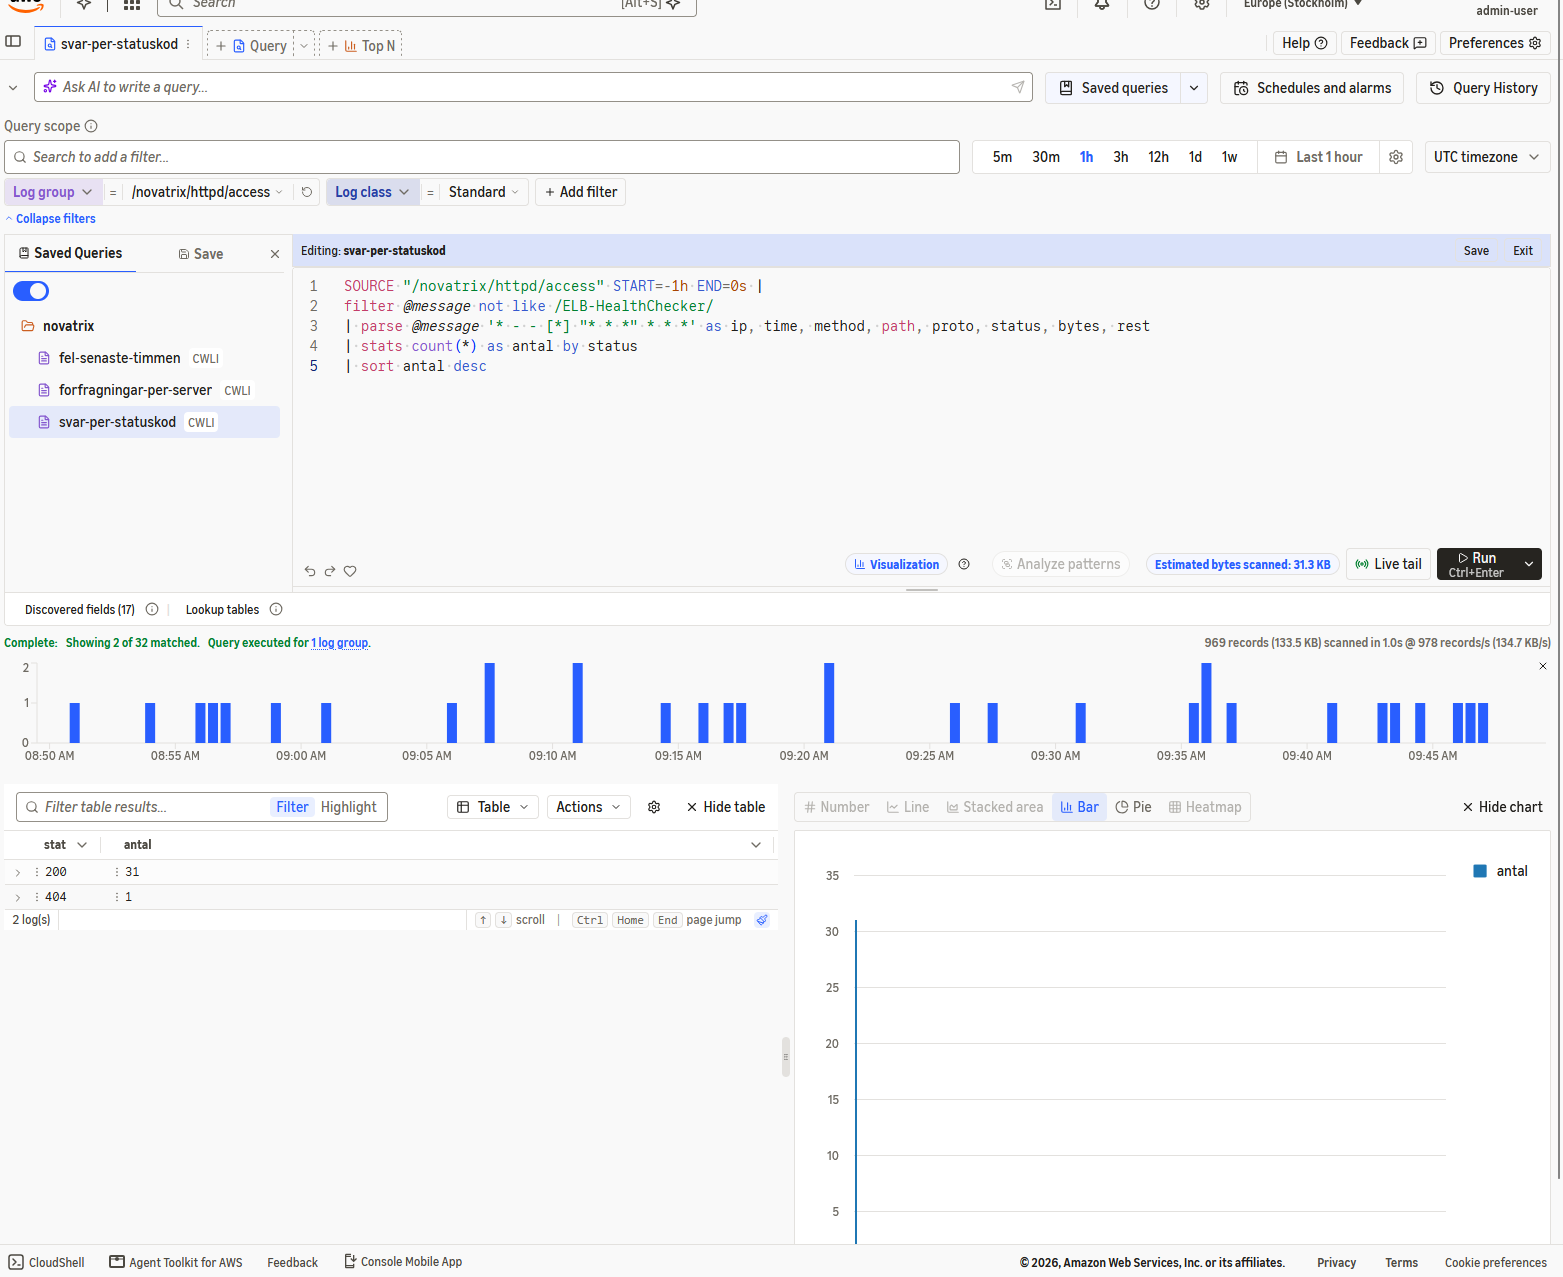 Search [Alt+S] Europe (Stockholm)
admin-user
svar-per-statuskod + Query + Top N Help Feedback Preferences
Ask AI to write a query... Saved queries Schedules and alarms Query History
Query scope
Search to add a filter... 5m 30m 1h 3h 12h 1d 1w Last 1 hour UTC timezone
Log group = /novatrix/httpd/access Log class = Standard + Add filter
Collapse filters
Saved Queries Save × Editing: svar-per-statuskod Save Exit
1 SOURCE "/novatrix/httpd/access" START=-1h END=0s |
2 filter @message not like /ELB-HealthChecker/
3 | parse @message '* - - [*] "* * *" * * *' as ip, time, method, path, proto, status, bytes, rest
4 | stats count(*) as antal by status
5 | sort antal desc
novatrix
fel-senaste-timmen CWLI
forfragningar-per-server CWLI
svar-per-statuskod CWLI
Visualization Analyze patterns Estimated bytes scanned: 31.3 KB Live tail Run
Ctrl+Enter
Discovered fields (17) Lookup tables
Complete: Showing 2 of 32 matched. Query executed for 1 log group. 969 records (133.5 KB) scanned in 1.0s @ 978 records/s (134.7 KB/s)
2
1
0
08:50 AM 08:55 AM 09:00 AM 09:05 AM 09:10 AM 09:15 AM 09:20 AM 09:25 AM 09:30 AM 09:35 AM 09:40 AM 09:45 AM
Filter table results... Filter Highlight Table Actions × Hide table # Number Line Stacked area Bar Pie Heatmap × Hide chart
stat antal
200 31
404 1
2 log(s) ↑ ↓ scroll | Ctrl Home End page jump
antal
35
30
25
20
15
10
5
CloudShell Agent Toolkit for AWS Feedback Console Mobile App © 2026, Amazon Web Services, Inc. or its affiliates. Privacy Terms Cookie preferences